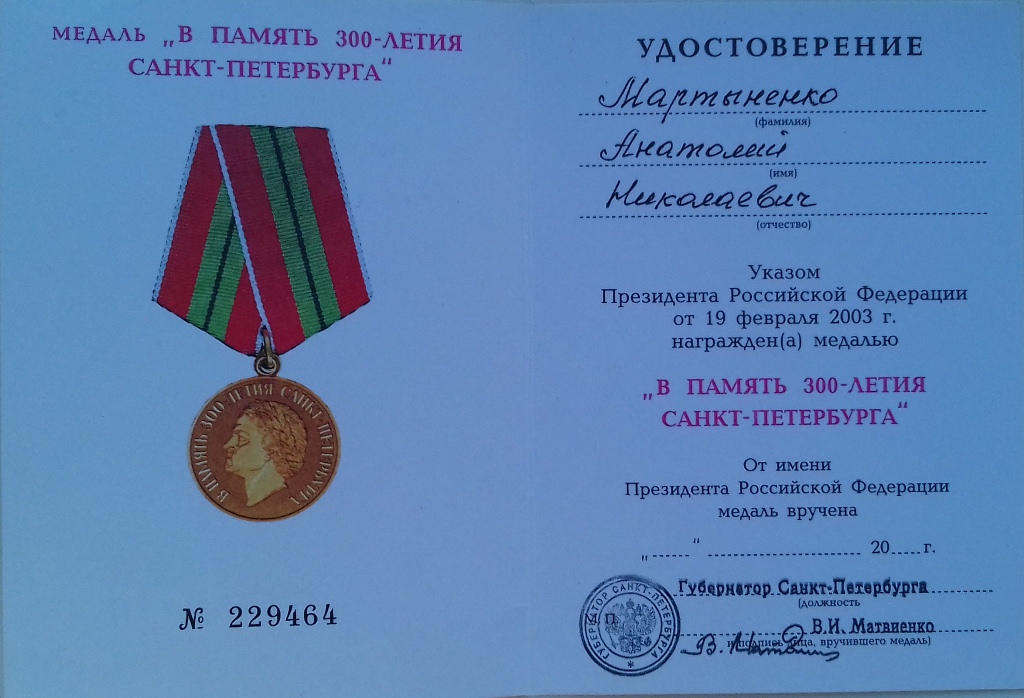 МЕДАЛЬ „В ПАМЯТЬ 300-ЛЕТИЯ
САНКТ-ПЕТЕРБУРГА“
В ПАМЯТЬ 300-ЛЕТИЯ САНКТ-ПЕТЕРБУРГА
№ 229464
УДОСТОВЕРЕНИЕ
Мартыненко
(фамилия)
Анатолий
(имя)
Николаевич
(отчество)
Указом
Президента Российской Федерации
от 19 февраля 2003 г.
награжден(а) медалью
„В ПАМЯТЬ 300-ЛЕТИЯ
САНКТ-ПЕТЕРБУРГА“
От имени
Президента Российской Федерации
медаль вручена
„......“ ............................ 20.....г.
Губернатор Санкт-Петербурга
(должность
В.И. Матвиенко
лица, вручившего медаль)
ГУБЕРНАТОР САНКТ-ПЕТЕРБУРГА